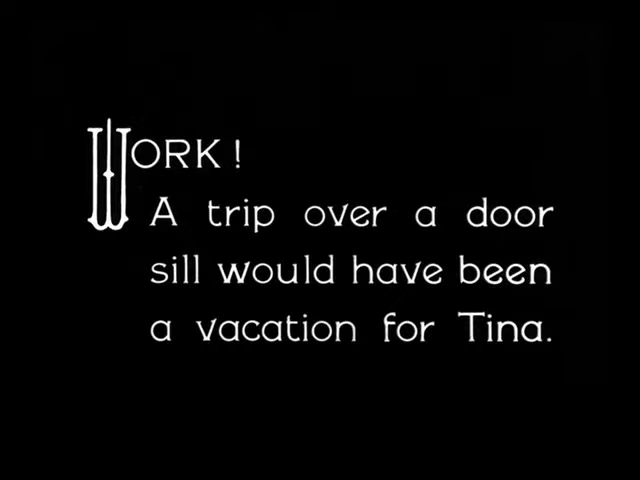 WORK!
A trip over a door
sill would have been
a vacation for Tina.